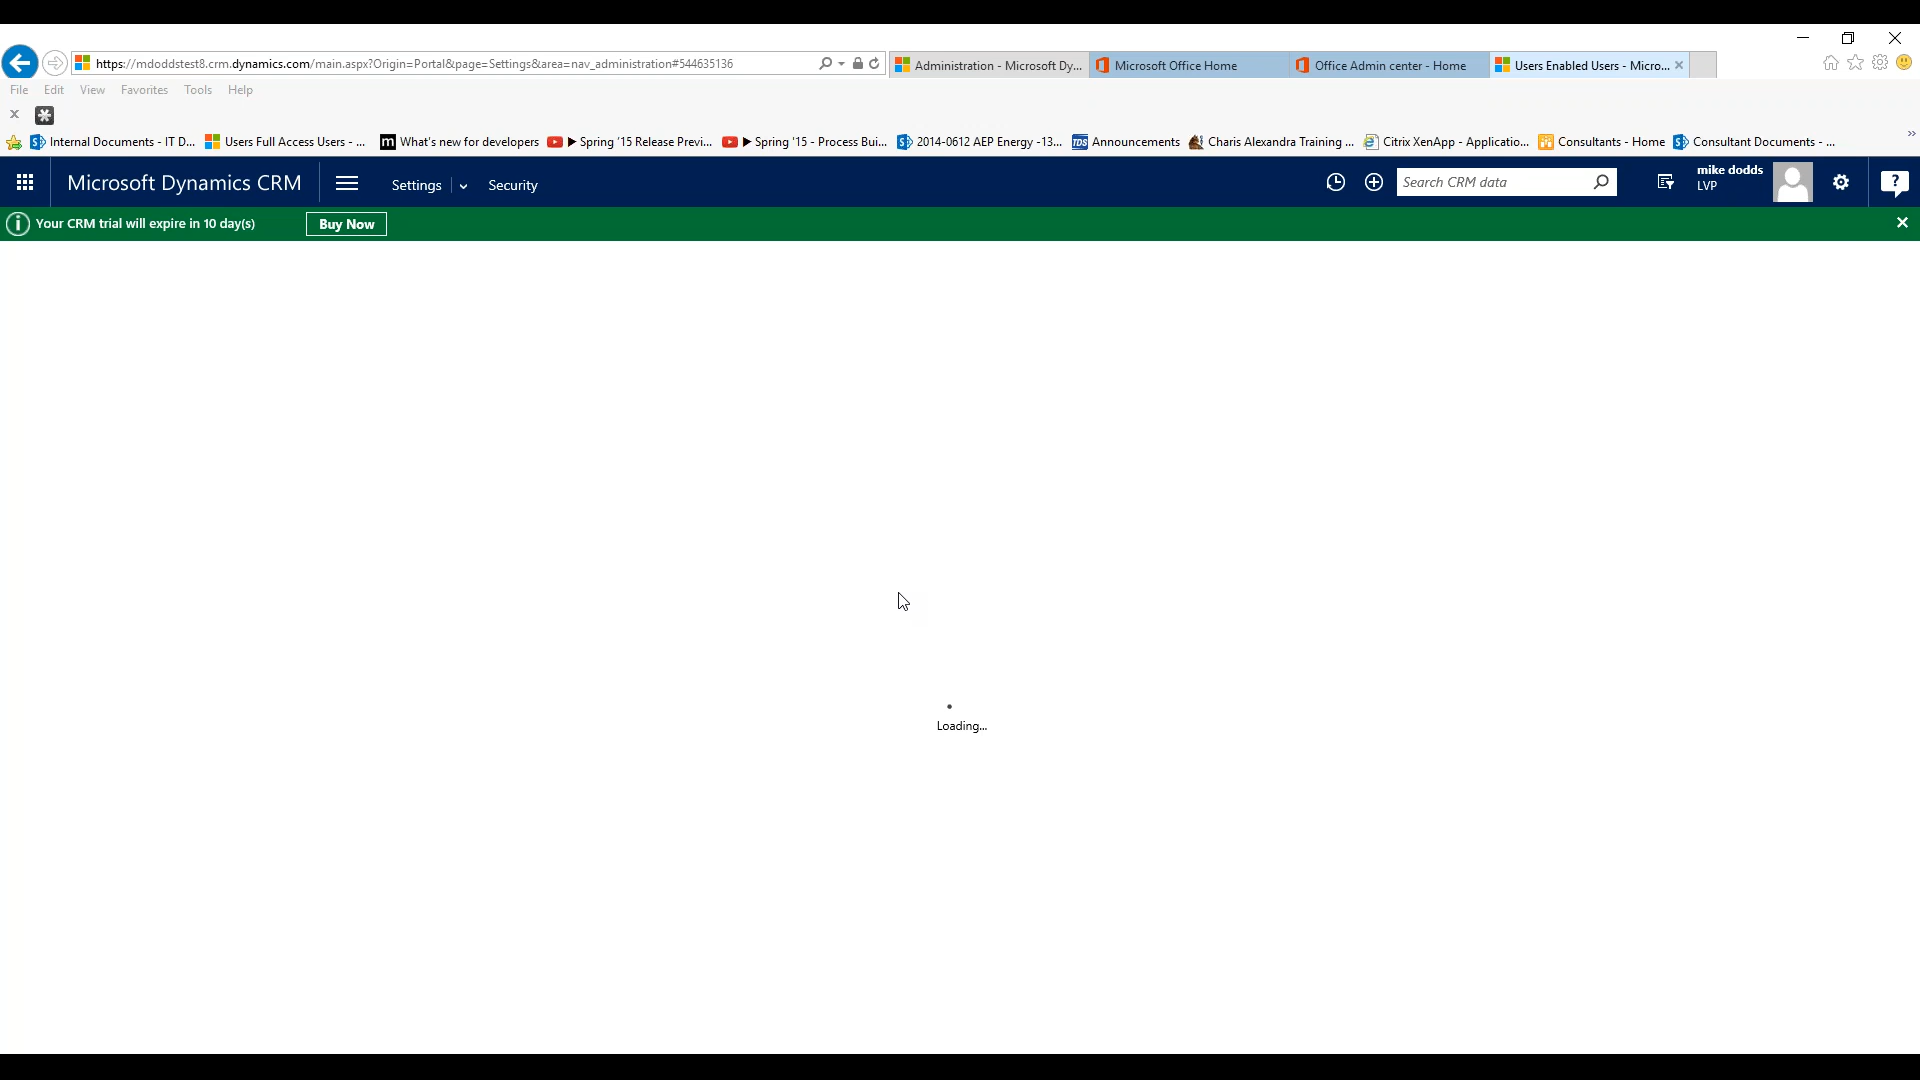 https://mdoddstest8.crm.dynamics.com/main.aspx?Origin=Portal&page=Settings&area=nav_administration#544635136
Administration - Microsoft Dy...
Microsoft Office Home
Office Admin center - Home
Users Enabled Users - Micro...
File Edit View Favorites Tools Help
Internal Documents - IT D...
Users Full Access Users - ...
m What's new for developers
Spring '15 Release Previ...
Spring '15 - Process Bui...
2014-0612 AEP Energy -13...
TDS Announcements
Charis Alexandra Training ...
Citrix XenApp - Applicatio...
Consultants - Home
Consultant Documents - ...
Microsoft Dynamics CRM
Settings
Security
Search CRM data
mike dodds
LVP
?
Your CRM trial will expire in 10 day(s)
Buy Now
Loading...